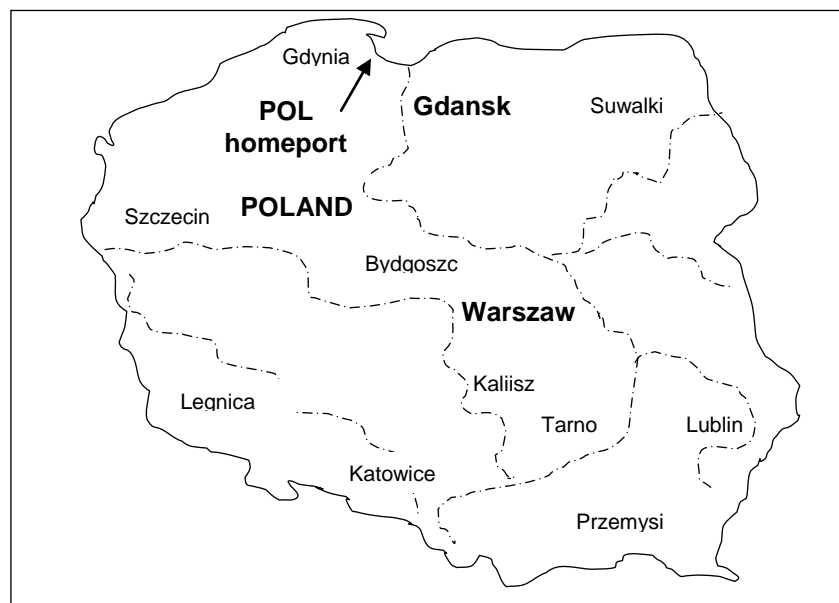 Gdynia
POL
homeport
Gdansk
Suwalki
POLAND
Szczecin
Bydgoszc
Warszaw
Kaliisz
Legnica
Tarno
Lublin
Katowice
Przemysi